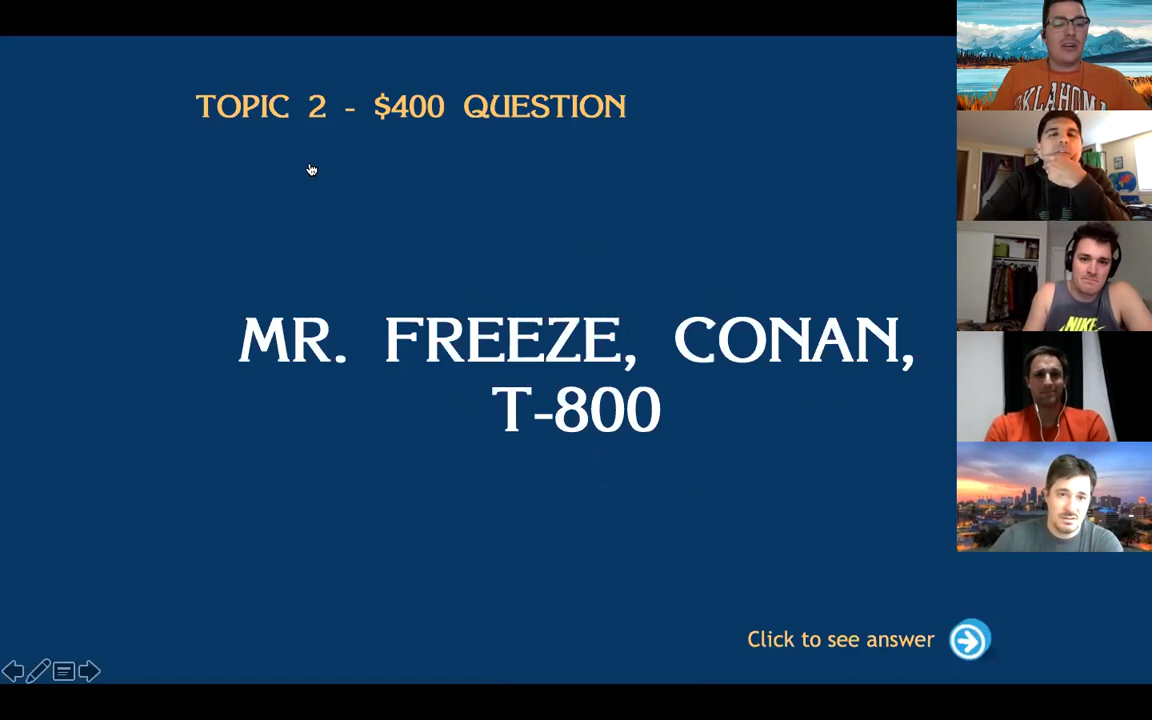 TOPIC 2 - $400 QUESTION
MR. FREEZE, CONAN,
T-800
Click to see answer
OKLAHOMA
NIKE